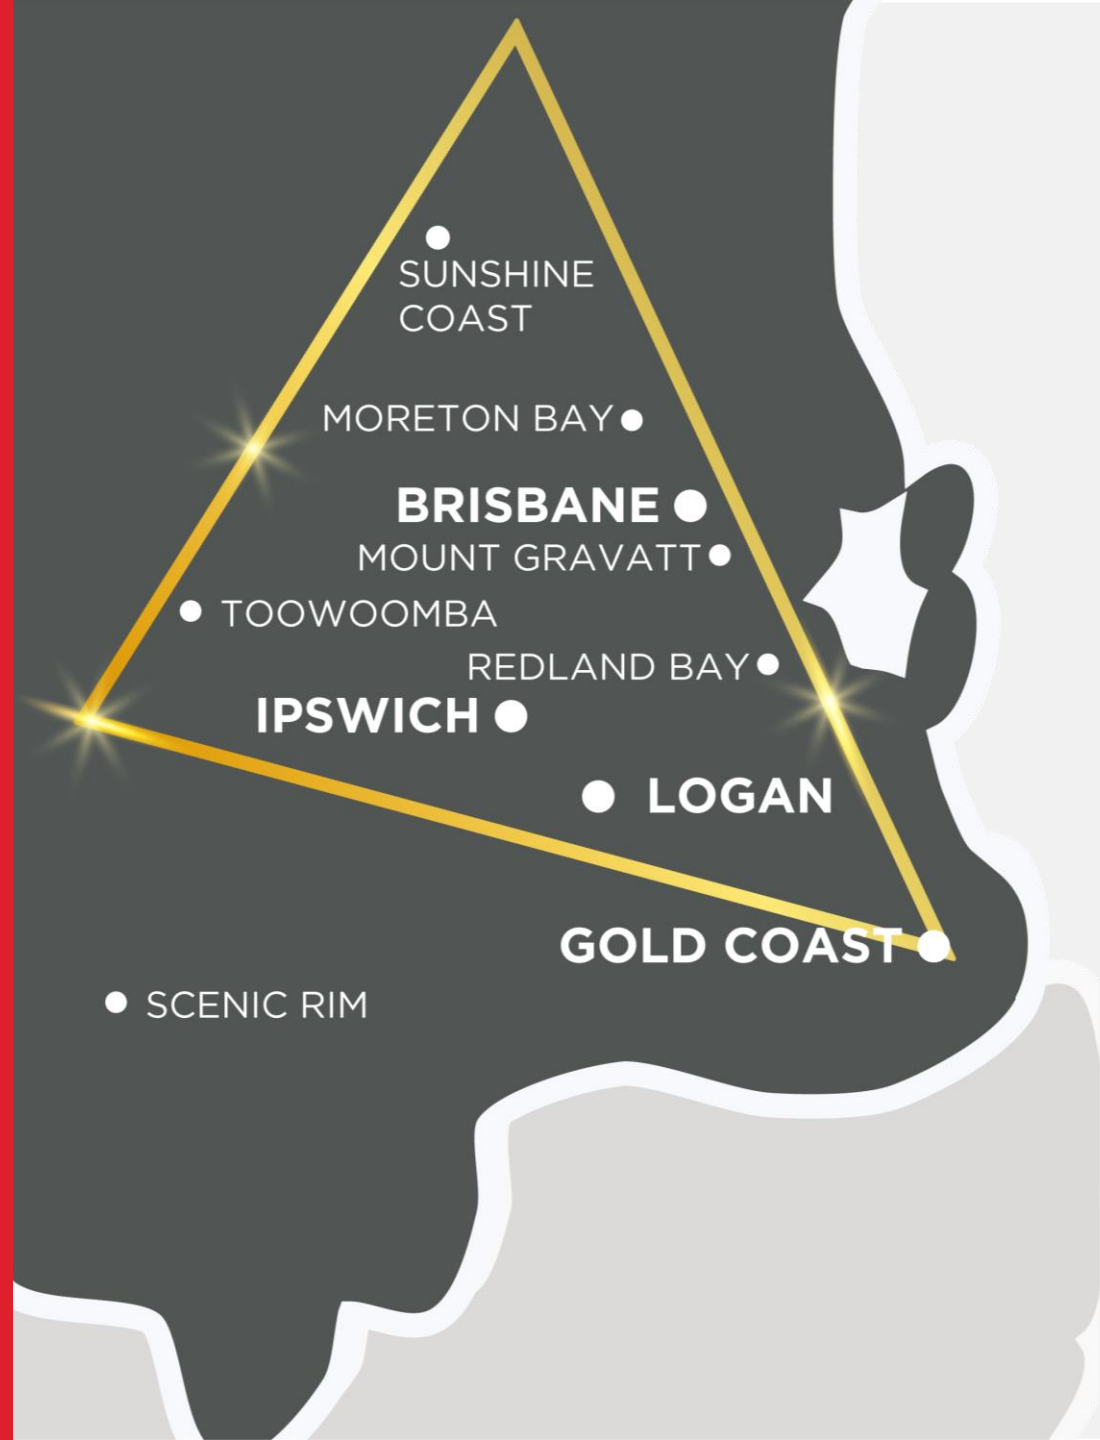 SUNSHINE
COAST
MORETON BAY
BRISBANE
MOUNT GRAVATT
TOOWOOMBA
REDLAND BAY
IPSWICH
LOGAN
GOLD COAST
SCENIC RIM